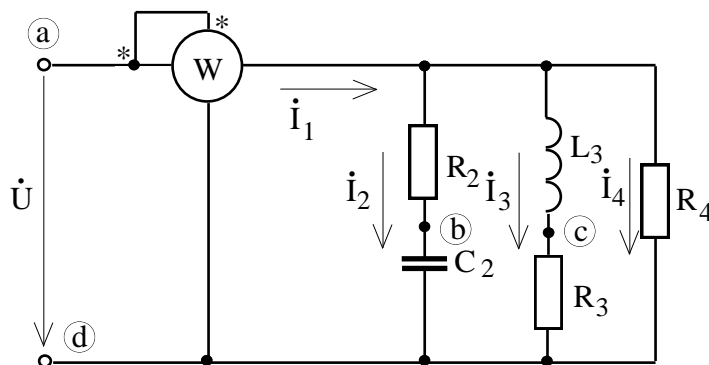 a
*
*
W
İ₁
U̇
R₂
İ₂
b
C₂
L₃
İ₃
c
R₃
İ₄
R₄
d